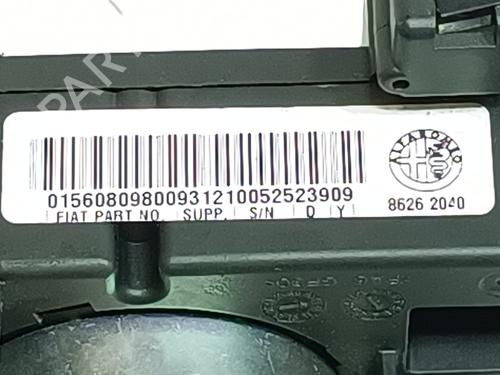 ALFA ROMEO
01560809800931210052523909
FIAT PART NO. SUPP. S/N D Y
8626 2040